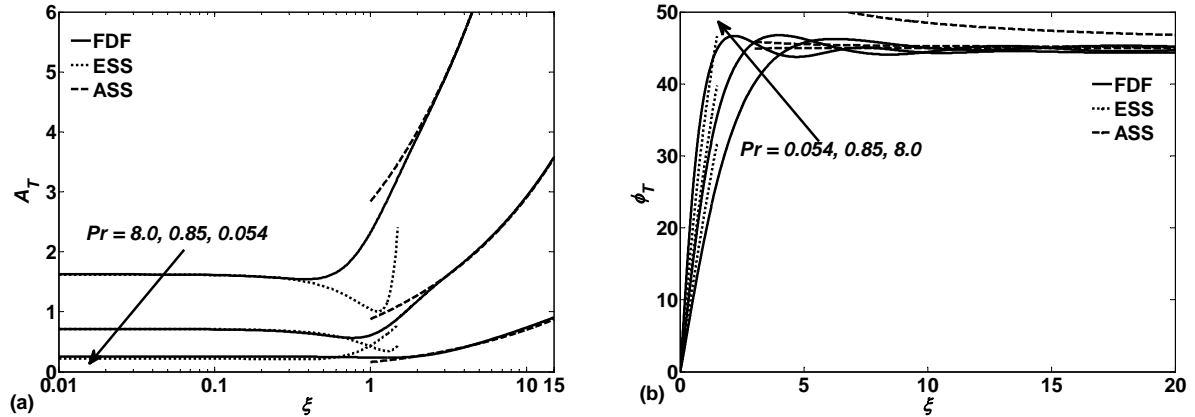 6
5
4
3
2
1
0
0.01
0.1
1
10
15
A_T
ξ
FDF
ESS
ASS
Pr = 8.0, 0.85, 0.054
(a)
50
40
30
20
10
0
0
5
10
15
20
ϕ_T
ξ
FDF
ESS
ASS
Pr = 0.054, 0.85, 8.0
(b)